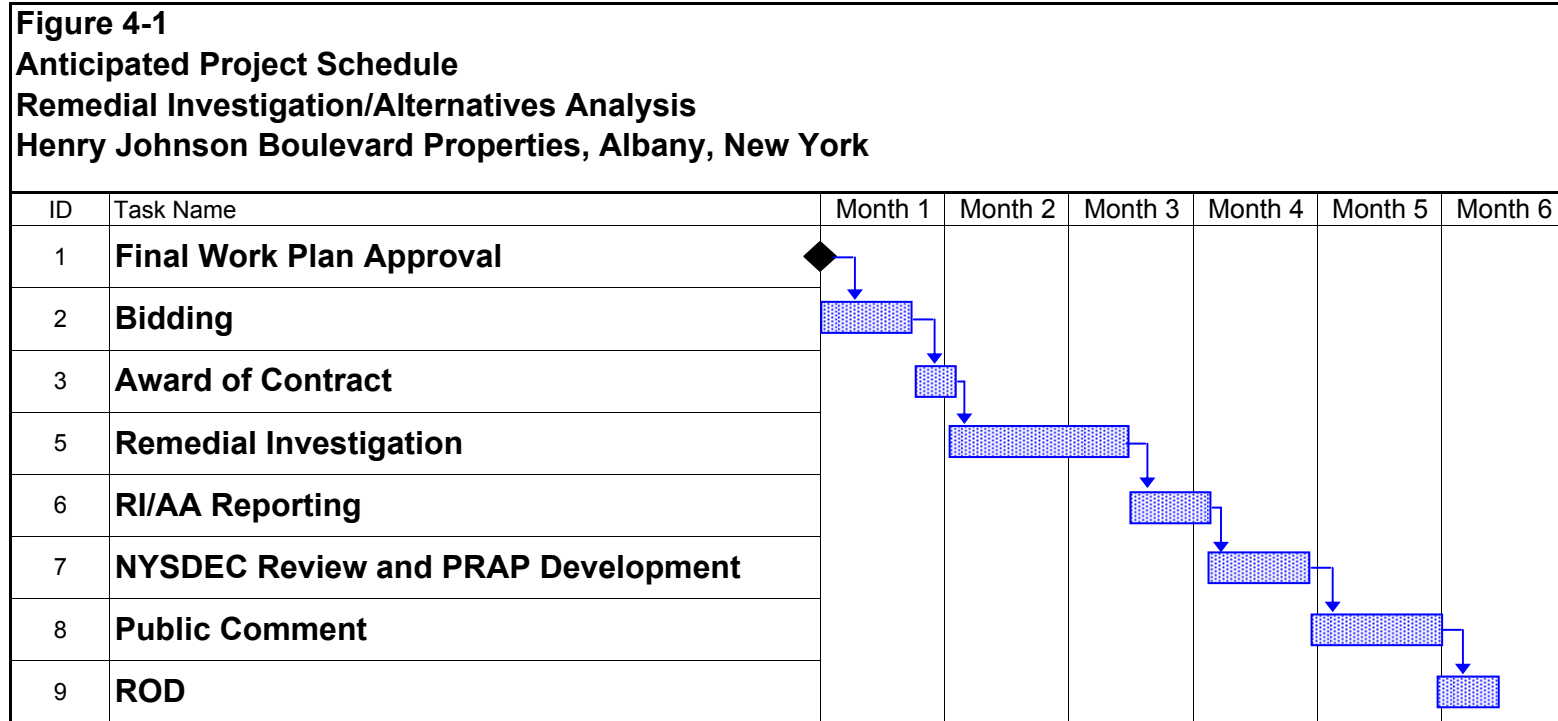 Figure 4-1
Anticipated Project Schedule
Remedial Investigation/Alternatives Analysis
Henry Johnson Boulevard Properties, Albany, New York
ID Task Name Month 1 Month 2 Month 3 Month 4 Month 5 Month 6
1 Final Work Plan Approval
2 Bidding
3 Award of Contract
5 Remedial Investigation
6 RI/AA Reporting
7 NYSDEC Review and PRAP Development
8 Public Comment
9 ROD